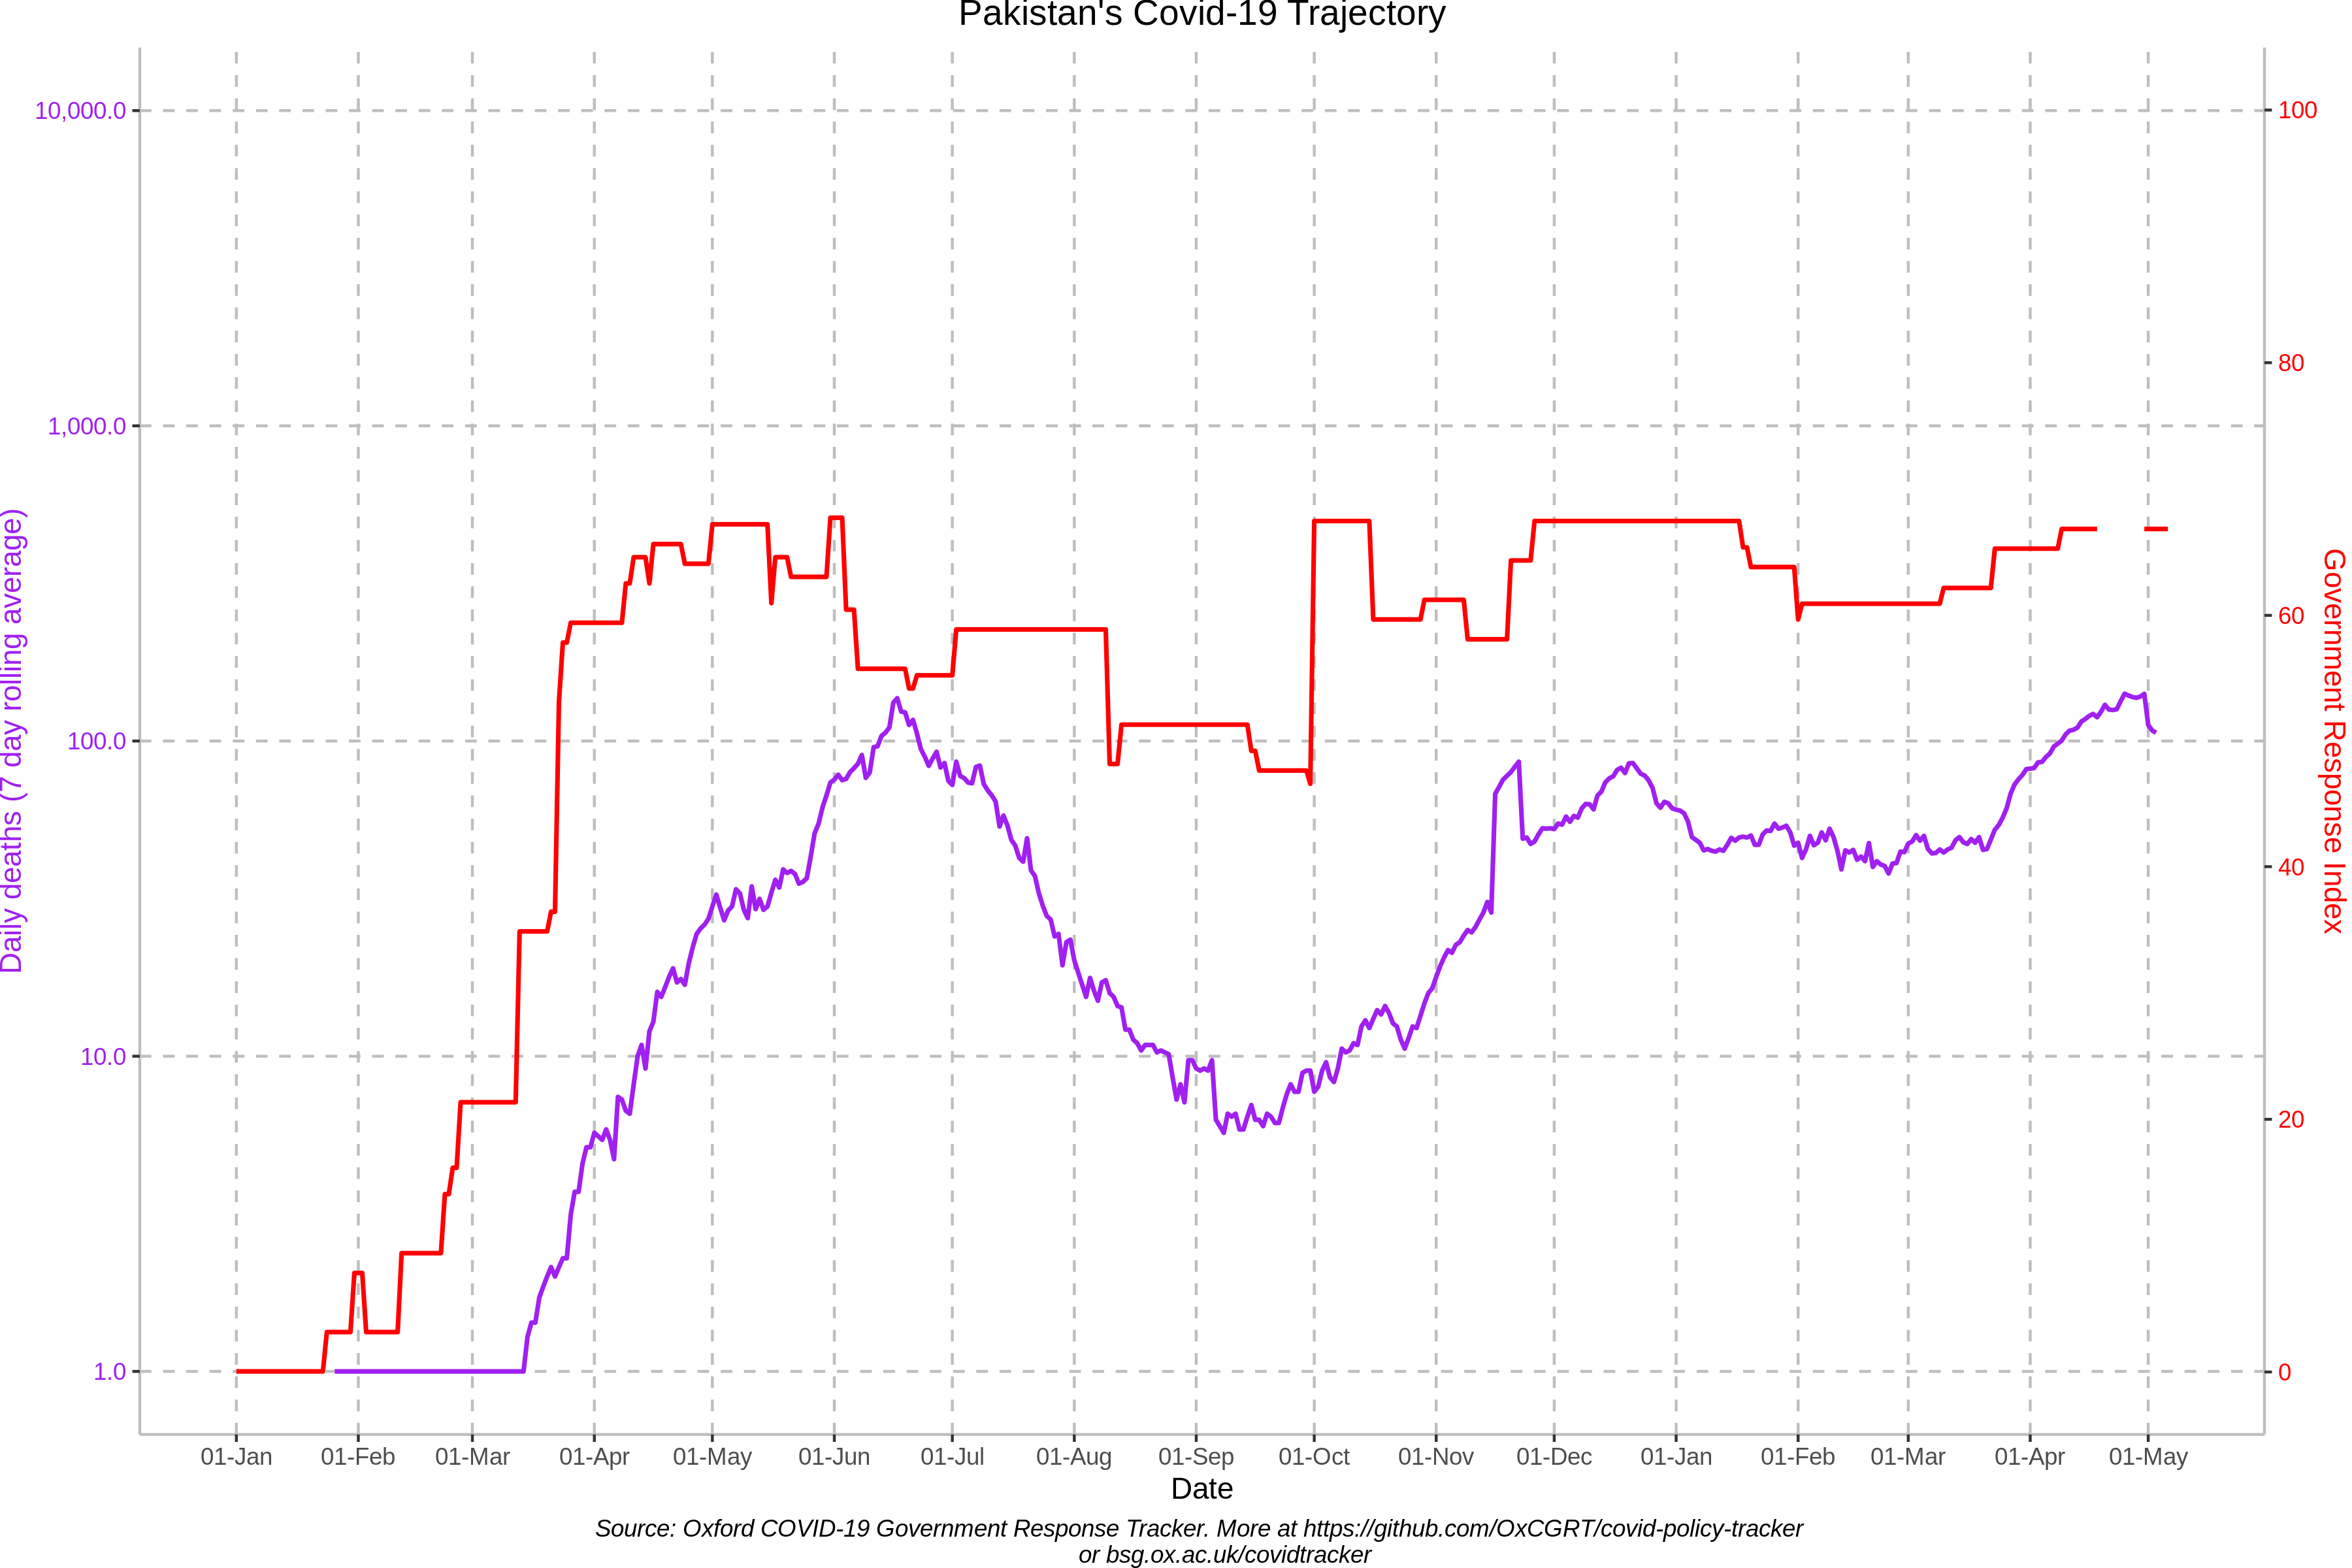 Pakistan's Covid-19 Trajectory
10,000.0
1,000.0
100.0
10.0
1.0
Daily deaths (7 day rolling average)
100
80
60
40
20
0
Government Response Index
01-Jan 01-Feb 01-Mar 01-Apr 01-May 01-Jun 01-Jul 01-Aug 01-Sep 01-Oct 01-Nov 01-Dec 01-Jan 01-Feb 01-Mar 01-Apr 01-May
Date
Source: Oxford COVID-19 Government Response Tracker. More at https://github.com/OxCGRT/covid-policy-tracker
or bsg.ox.ac.uk/covidtracker